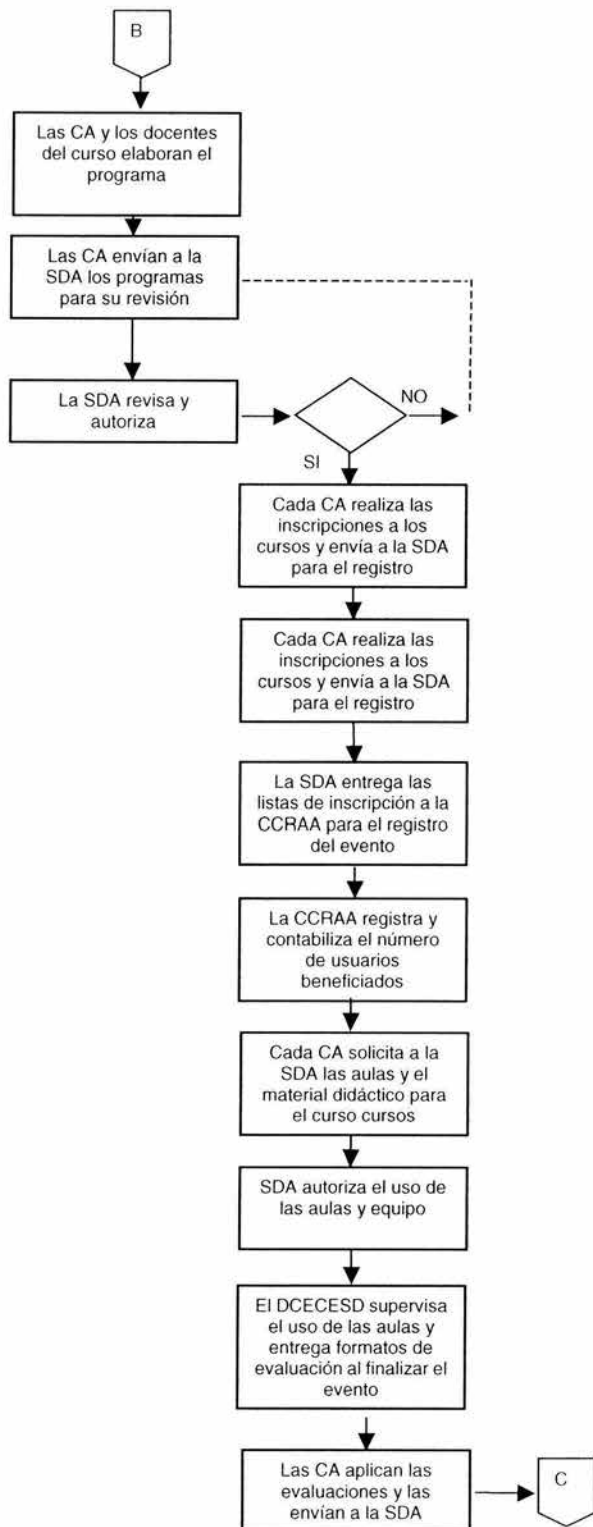 B
Las CA y los docentes
del curso elaboran el
programa
Las CA envían a la
SDA los programas
para su revisión
La SDA revisa y
autoriza
NO
SI
Cada CA realiza las
inscripciones a los
cursos y envía a la SDA
para el registro
Cada CA realiza las
inscripciones a los
cursos y envía a la SDA
para el registro
La SDA entrega las
listas de inscripción a la
CCRAA para el registro
del evento
La CCRAA registra y
contabiliza el número
de usuarios
beneficiados
Cada CA solicita a la
SDA las aulas y el
material didáctico para
el curso cursos
SDA autoriza el uso de
las aulas y equipo
El DCECESD supervisa
el uso de las aulas y
entrega formatos de
evaluación al finalizar el
evento
Las CA aplican las
evaluaciones y las
envían a la SDA
C